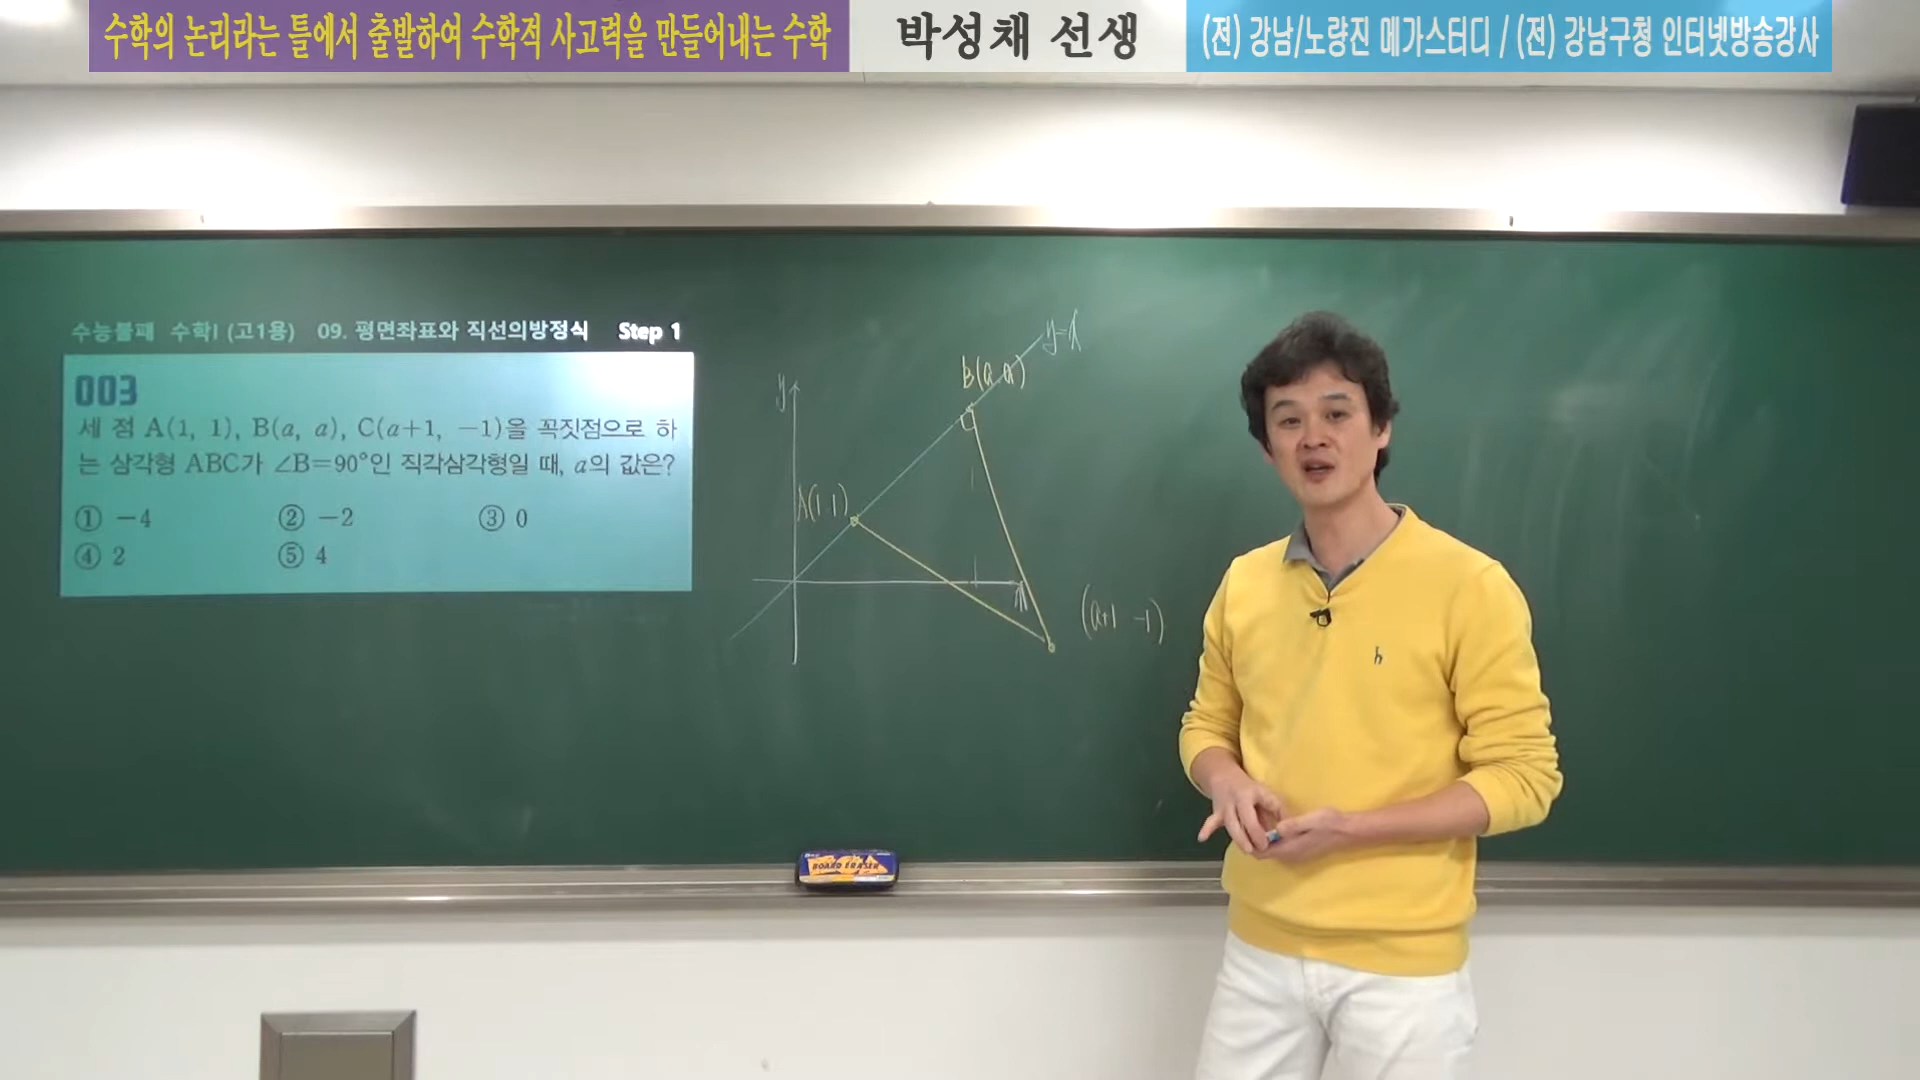 수학의 논리라는 틀에서 출발하여 수학적 사고력을 만들어내는 수학
박성채 선생
(전) 강남/노량진 메가스터디 / (전) 강남구청 인터넷방송강사
수능불패 수학I (고1용) 09. 평면좌표와 직선의방정식 Step 1
003
세 점 A(1, 1), B(a, a), C(a+1, −1)을 꼭짓점으로 하
는 삼각형 ABC가 ∠B=90°인 직각삼각형일 때, a의 값은?
① −4 ② −2 ③ 0
④ 2 ⑤ 4
y=x
B(a, a)
y
A(1, 1)
x
(a+1 -1)
BOARD ERASER
h